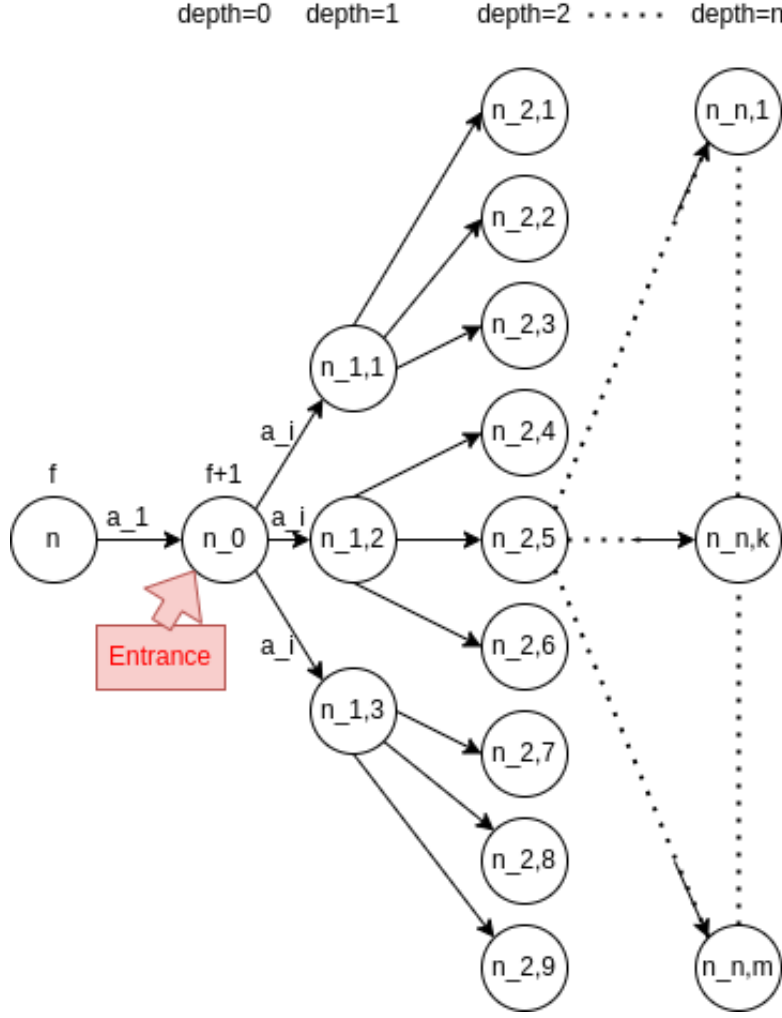 depth=0 depth=1 depth=2 depth=n
n_2,1
n_n,1
n_2,2
n_2,3
n_1,1
n_2,4
a_i
f
f+1
a_1
a_i
n
n_0
n_1,2
n_2,5
n_n,k
Entrance
a_i
n_2,6
n_1,3
n_2,7
n_2,8
n_2,9
n_n,m